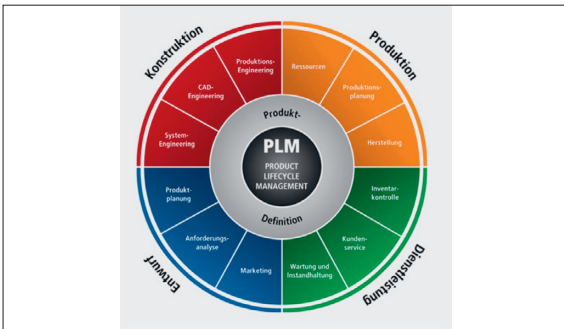 Konstruktion
Produktion
Produktions-
Engineering
CAD-
Engineering
System-
Engineering
Ressourcen
Produktions-
planung
Herstellung
Produkt-
PLM
PRODUCT
LIFECYCLE
MANAGEMENT
Definition
Produkt-
planung
Anforderungs-
analyse
Marketing
Inventar-
kontrolle
Kunden-
service
Wartung und
Instandhaltung
Entwurf
Dienstleistung